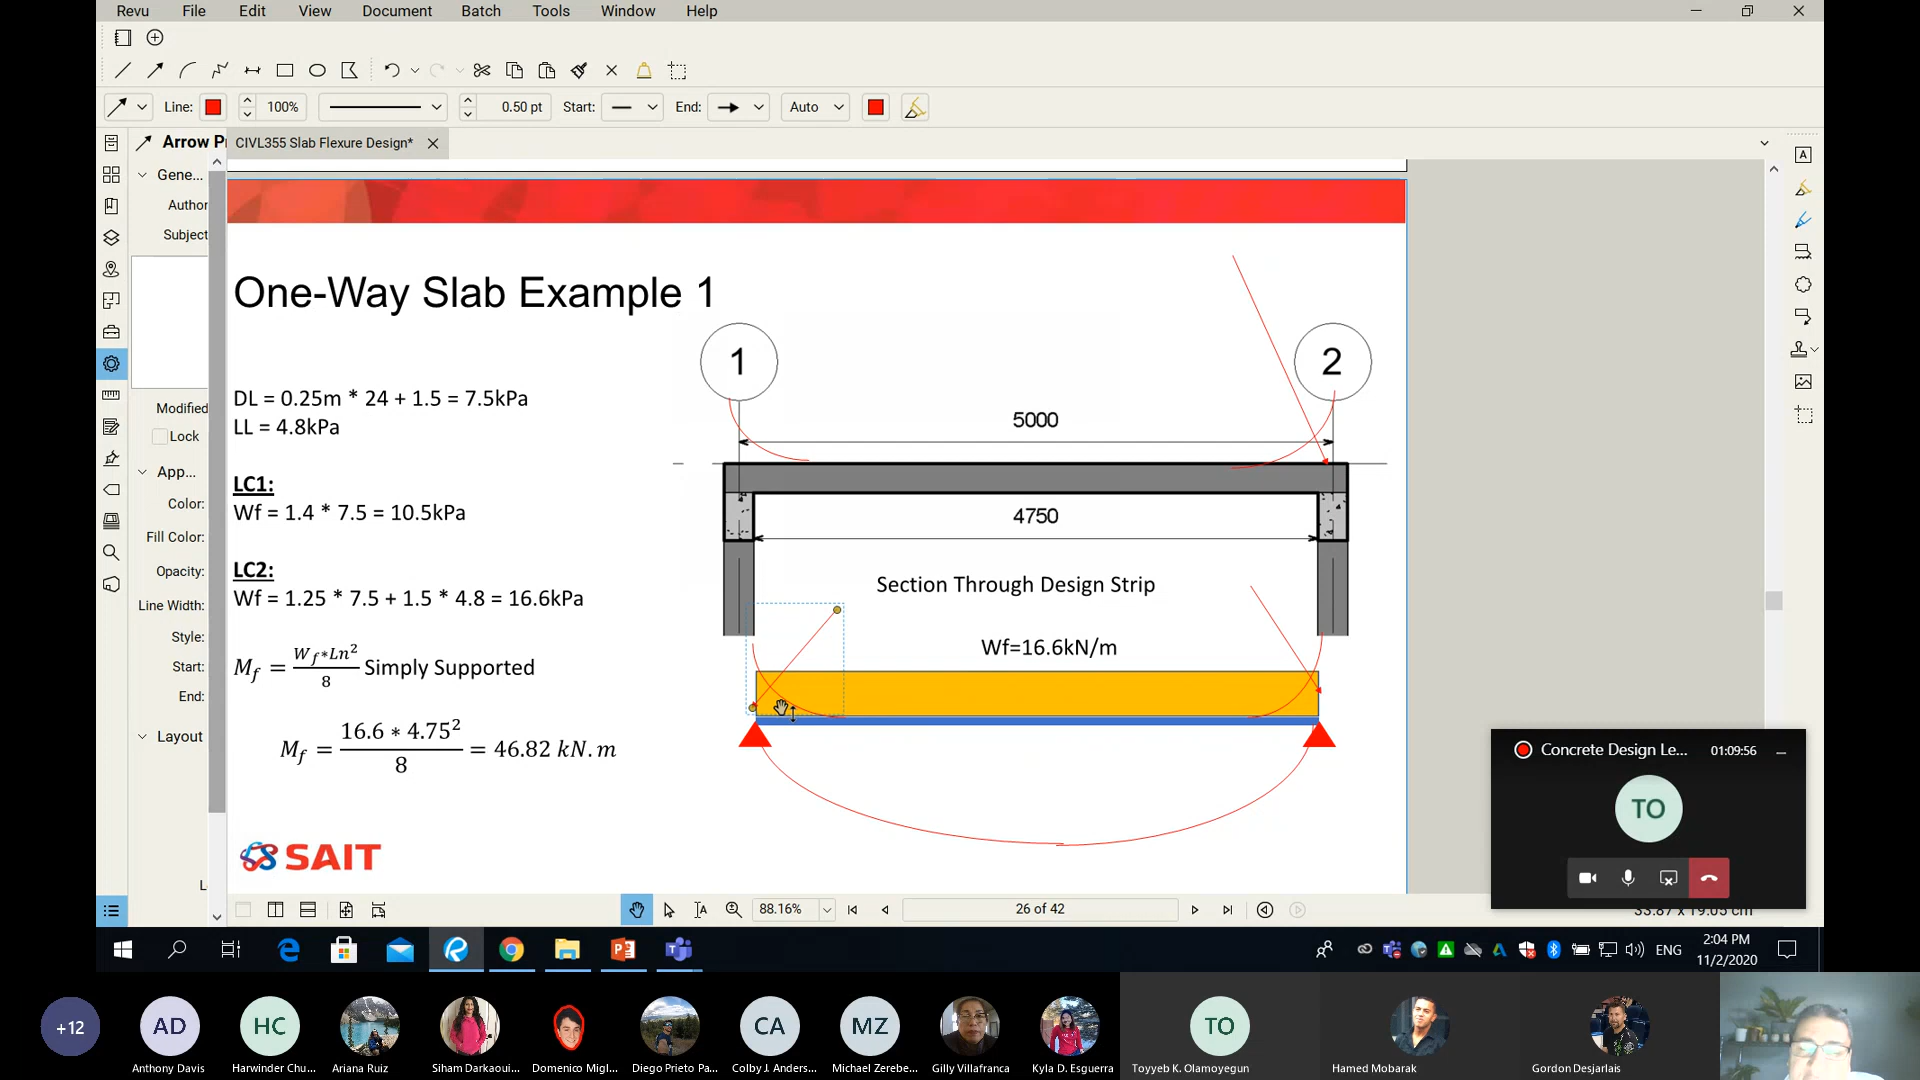 Revu File Edit View Document Batch Tools Window Help
Line: 100% 0.50 pt Start: End: Auto
Arrow P
CIVL355 Slab Flexure Design*
Gene...
Author
Subject
Modified
Lock
App...
Color:
Fill Color:
Opacity:
Line Width:
Style:
Start:
End:
Layout
One-Way Slab Example 1
DL = 0.25m * 24 + 1.5 = 7.5kPa
LL = 4.8kPa
LC1:
Wf = 1.4 * 7.5 = 10.5kPa
LC2:
Wf = 1.25 * 7.5 + 1.5 * 4.8 = 16.6kPa
M_f = W_f*Ln² / 8 Simply Supported
M_f = 16.6 * 4.75² / 8 = 46.82 kN.m
SAIT
1
2
5000
4750
Section Through Design Strip
Wf=16.6kN/m
Concrete Design Le... 01:09:56
TO
88.16%
26 of 42
33.87 x 19.05 cm
ENG
2:04 PM
11/2/2020
+12
AD
HC
CA
MZ
TO
Anthony Davis
Harwinder Chu...
Ariana Ruiz
Siham Darkaoui...
Domenico Migl...
Diego Prieto Pa...
Colby J. Anders...
Michael Zerebe...
Gilly Villafranca
Kyla D. Esguerra
Toyyeb K. Olamoyegun
Hamed Mobarak
Gordon Desjarlais